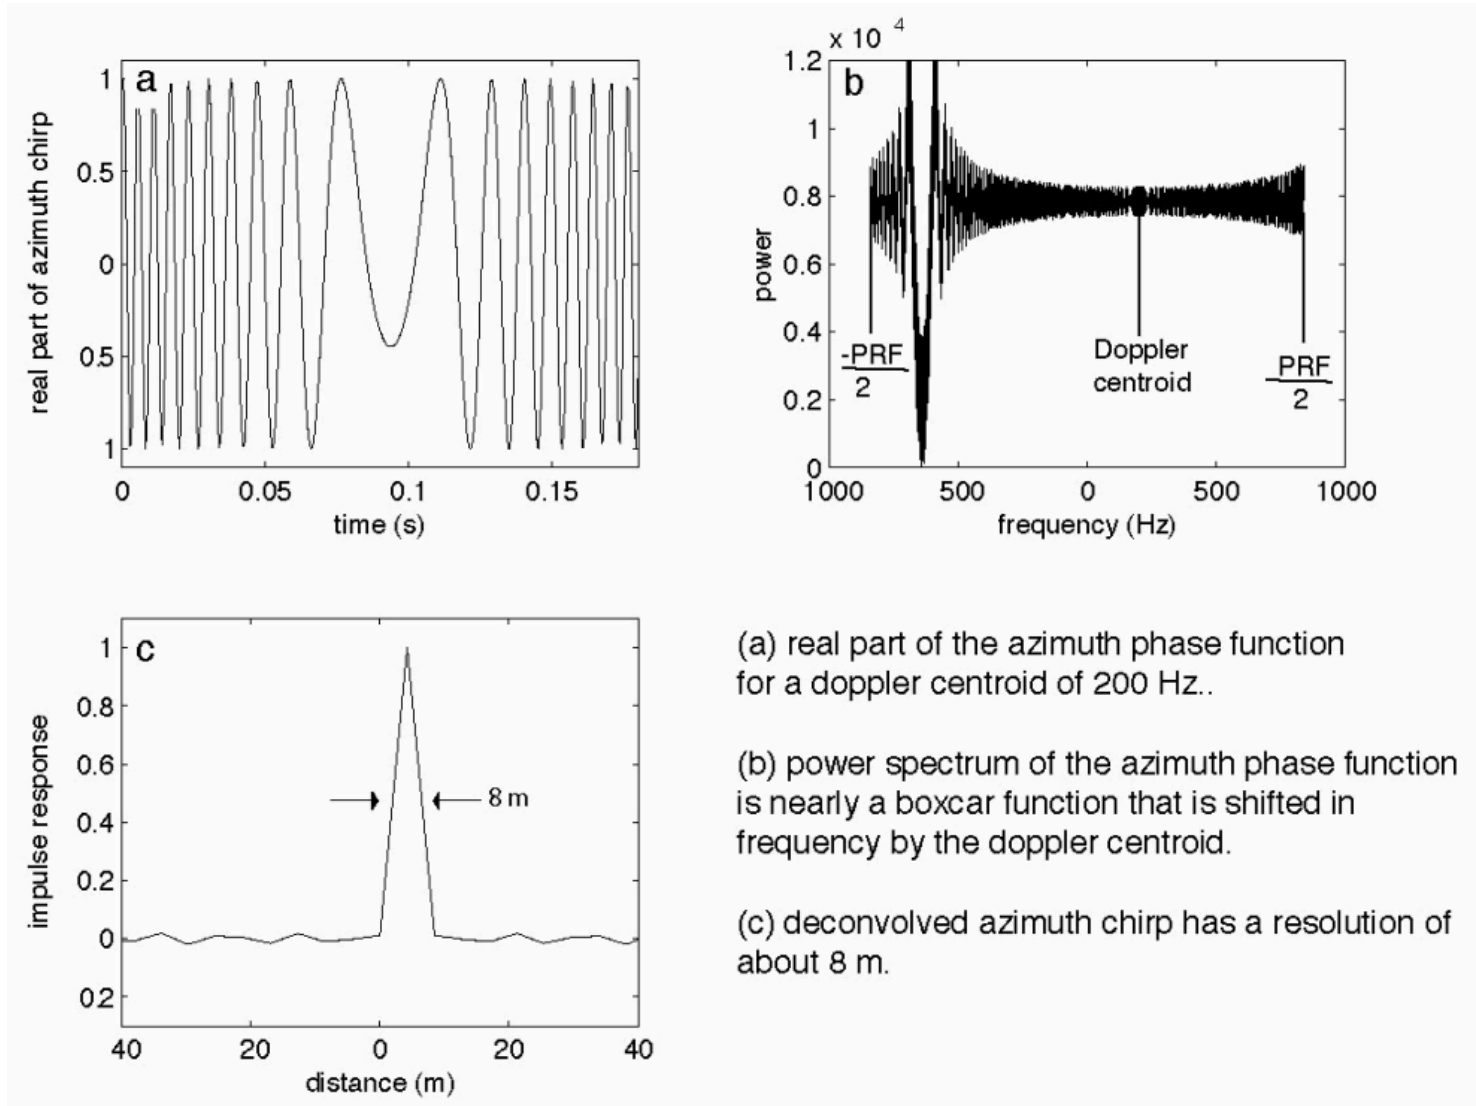 a
real part of azimuth chirp
1
0.5
0
0.5
1
0
0.05
0.1
0.15
time (s)
x 10 4
b
power
1.2
1
0.8
0.6
0.4
0.2
0
-PRF
2
Doppler
centroid
PRF
2
1000
500
0
500
1000
frequency (Hz)
c
impulse response
1
0.8
0.6
0.4
0.2
0
02
8 m
40
20
0
20
40
distance (m)
(a) real part of the azimuth phase function
for a doppler centroid of 200 Hz..
(b) power spectrum of the azimuth phase function
is nearly a boxcar function that is shifted in
frequency by the doppler centroid.
(c) deconvolved azimuth chirp has a resolution of
about 8 m.